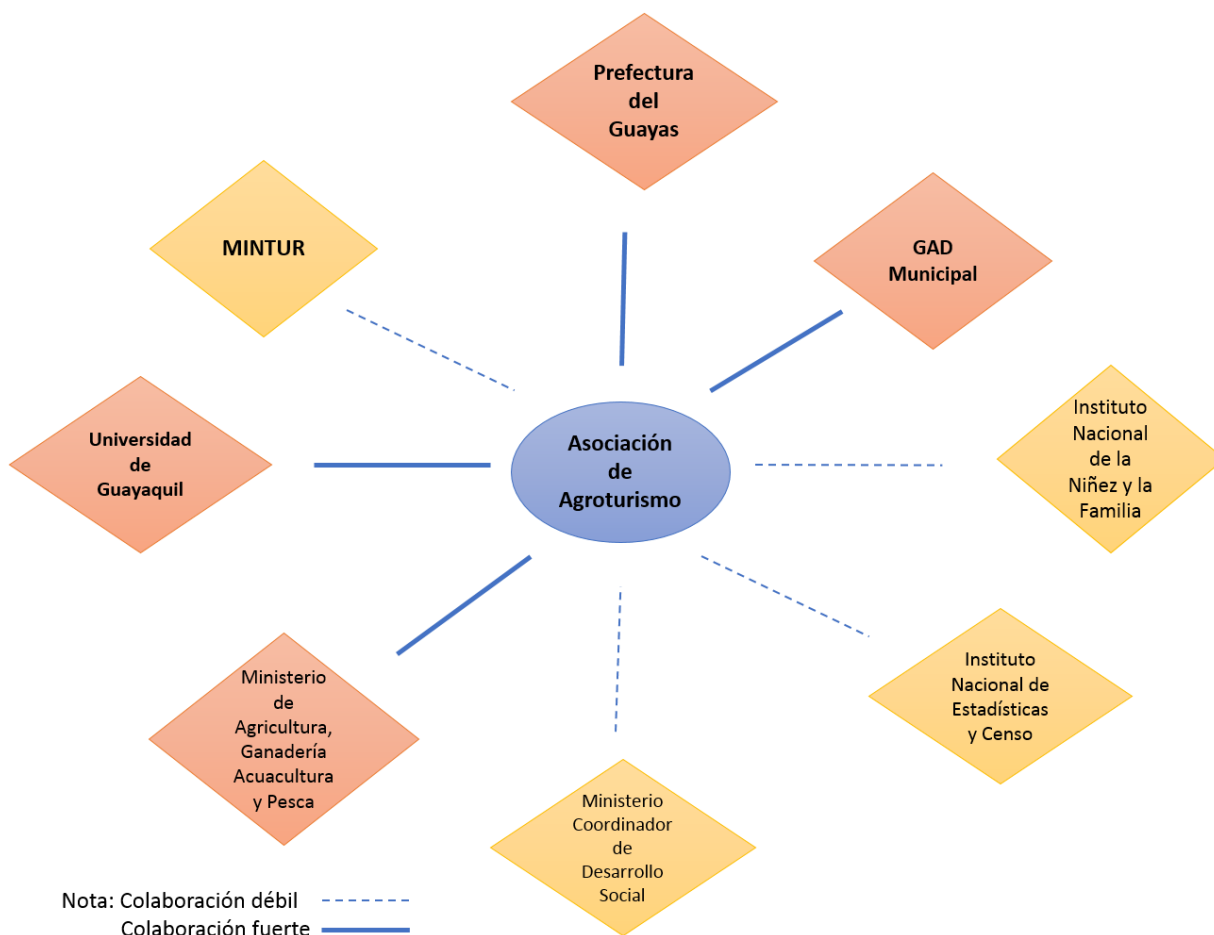 Prefectura
del
Guayas
MINTUR
GAD
Municipal
Universidad
de
Guayaquil
Asociación
de
Agroturismo
Instituto
Nacional
de la
Niñez y la
Familia
Ministerio
de
Agricultura,
Ganadería
Acuacultura
y Pesca
Instituto
Nacional de
Estadísticas
y Censo
Ministerio
Coordinador
de
Desarrollo
Social
Nota: Colaboración débil
Colaboración fuerte